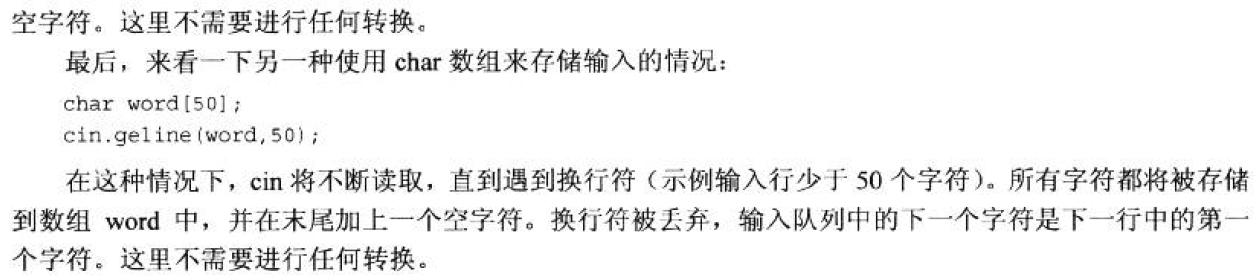 空字符。这里不需要进行任何转换。
最后，来看一下另一种使用 char 数组来存储输入的情况：
char word[50];
cin.geline(word,50);
在这种情况下，cin 将不断读取，直到遇到换行符（示例输入行少于 50 个字符）。所有字符都将被存储
到数组 word 中，并在末尾加上一个空字符。换行符被丢弃，输入队列中的下一个字符是下一行中的第一
个字符。这里不需要进行任何转换。